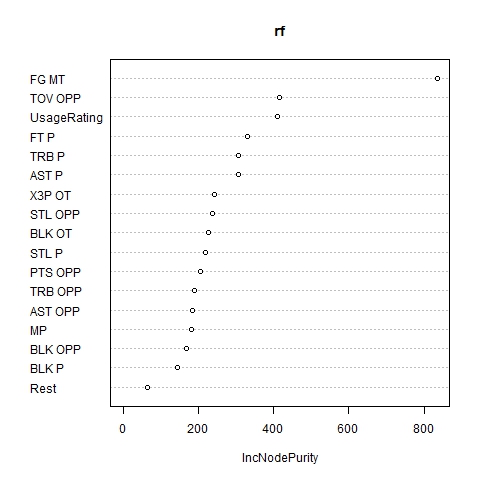 rf
FG MT
TOV OPP
UsageRating
FT P
TRB P
AST P
X3P OT
STL OPP
BLK OT
STL P
PTS OPP
TRB OPP
AST OPP
MP
BLK OPP
BLK P
Rest
0 200 400 600 800
IncNodePurity